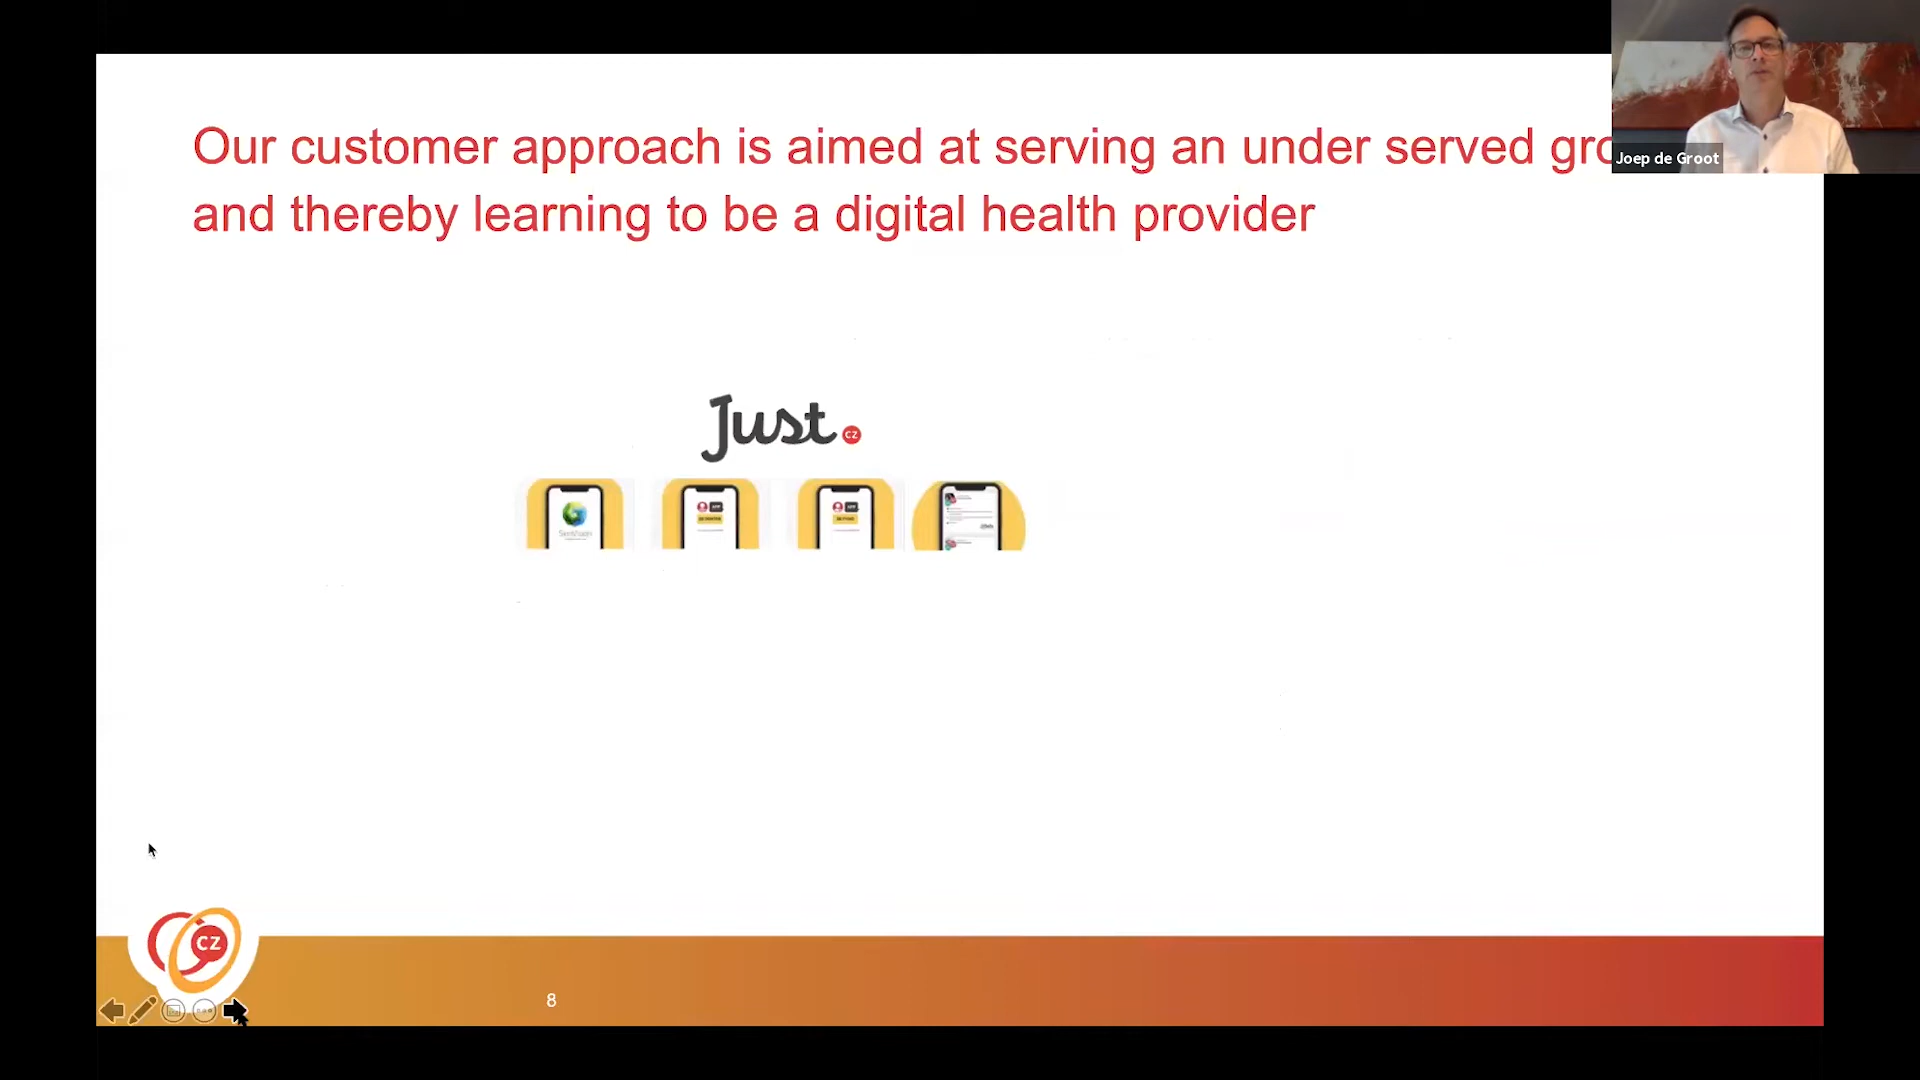 Our customer approach is aimed at serving an under served gro
and thereby learning to be a digital health provider
Joep de Groot
Just
CZ
CZ
8